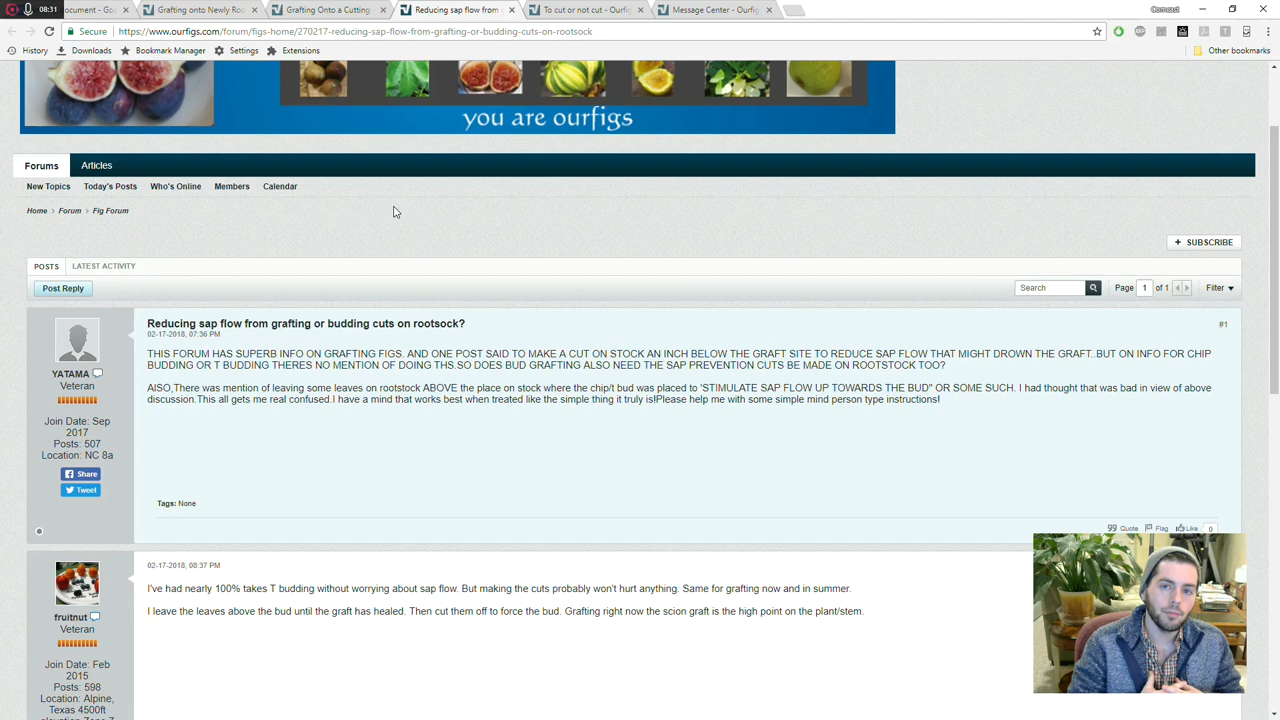 08:31
ocument - Goo
Grafting onto Newly Roo
Grafting Onto a Cutting
Reducing sap flow from
To cut or not cut - Ourfig
Message Center - Ourfig
Comcast
Secure
https://www.ourfigs.com/forum/figs-home/270217-reducing-sap-flow-from-grafting-or-budding-cuts-on-rootsock
History
Downloads
Bookmark Manager
Settings
Extensions
Other bookmarks
you are ourfigs
Forums
Articles
New Topics
Today's Posts
Who's Online
Members
Calendar
Home > Forum > Fig Forum
+ SUBSCRIBE
POSTS
LATEST ACTIVITY
Post Reply
Search
Page 1 of 1
Filter
Reducing sap flow from grafting or budding cuts on rootsock?
#1
02-17-2018, 07:36 PM
THIS FORUM HAS SUPERB INFO ON GRAFTING FIGS. AND ONE POST SAID TO MAKE A CUT ON STOCK AN INCH BELOW THE GRAFT SITE TO REDUCE SAP FLOW THAT MIGHT DROWN THE GRAFT..BUT ON INFO FOR CHIP
BUDDING OR T BUDDING THERES NO MENTION OF DOING THS.SO DOES BUD GRAFTING ALSO NEED THE SAP PREVENTION CUTS BE MADE ON ROOTSTOCK TOO?
AlSO,There was mention of leaving some leaves on rootstock ABOVE the place on stock where the chip/t bud was placed to 'STIMULATE SAP FLOW UP TOWARDS THE BUD" OR SOME SUCH. I had thought that was bad in view of above
discussion.This all gets me real confused.I have a mind that works best when treated like the simple thing it truly is!Please help me with some simple mind person type instructions!
YATAMA
Veteran
Join Date: Sep
2017
Posts: 507
Location: NC 8a
Share
Tweet
Tags: None
Quote
Flag
Like
0
02-17-2018, 08:37 PM
I've had nearly 100% takes T budding without worrying about sap flow. But making the cuts probably won't hurt anything. Same for grafting now and in summer.
I leave the leaves above the bud until the graft has healed. Then cut them off to force the bud. Grafting right now the scion graft is the high point on the plant/stem.
fruitnut
Veteran
Join Date: Feb
2015
Posts: 598
Location: Alpine,
Texas 4500ft
elevation Zone 7